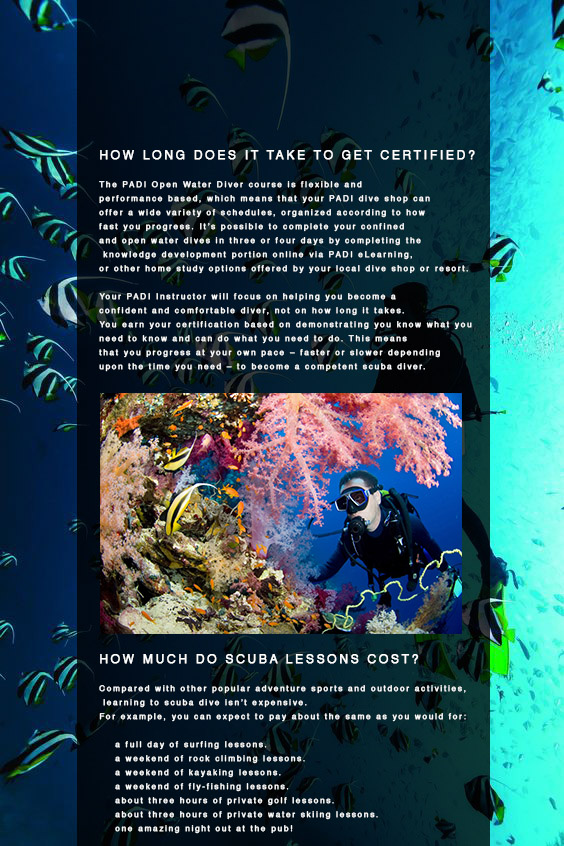 HOW LONG DOES IT TAKE TO GET CERTIFIED?
The PADI Open Water Diver course is flexible and
performance based, which means that your PADI dive shop can
offer a wide variety of schedules, organized according to how
fast you progress. It's possible to complete your confined
and open water dives in three or four days by completing the
knowledge development portion online via PADI eLearning,
or other home study options offered by your local dive shop or resort.
Your PADI Instructor will focus on helping you become a
confident and comfortable diver, not on how long it takes.
You earn your certification based on demonstrating you know what you
need to know and can do what you need to do. This means
that you progress at your own pace – faster or slower depending
upon the time you need – to become a competent scuba diver.
HOW MUCH DO SCUBA LESSONS COST?
Compared with other popular adventure sports and outdoor activities,
learning to scuba dive isn't expensive.
For example, you can expect to pay about the same as you would for:
a full day of surfing lessons.
a weekend of rock climbing lessons.
a weekend of kayaking lessons.
a weekend of fly-fishing lessons.
about three hours of private golf lessons.
about three hours of private water skiing lessons.
one amazing night out at the pub!